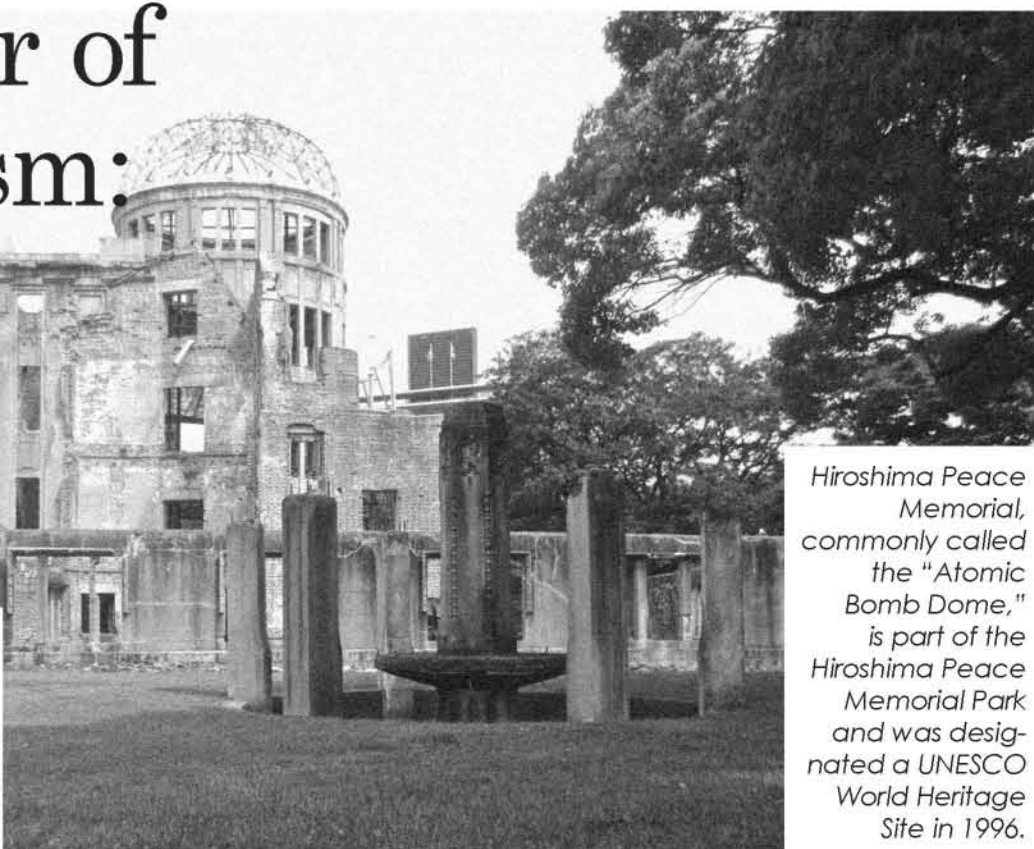 r of
sm:
Hiroshima Peace
Memorial,
commonly called
the “Atomic
Bomb Dome,”
is part of the
Hiroshima Peace
Memorial Park
and was desig-
nated a UNESCO
World Heritage
Site in 1996.